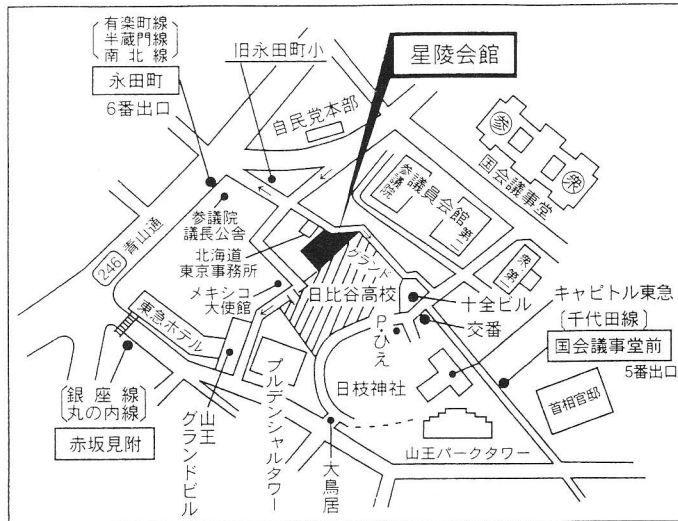 有楽町線
半蔵門線
南北線
永田町
6番出口
旧永田町小
星陵会館
自民党本部
参
衆
国会議事堂
参議院
議員会館
第二
衆・第一
246
青山通
参議院
議長公舎
北海道
東京事務所
メキシコ
大使館
グランド
日比谷高校
十全ビル
キャピトル東急
交番
〔千代田線〕
国会議事堂前
5番出口
P.ひえ
東急ホテル
銀座線
丸の内線
赤坂見附
山王
グランドビル
プルデンシャルタワー
日枝神社
大鳥居
山王パークタワー
首相官邸